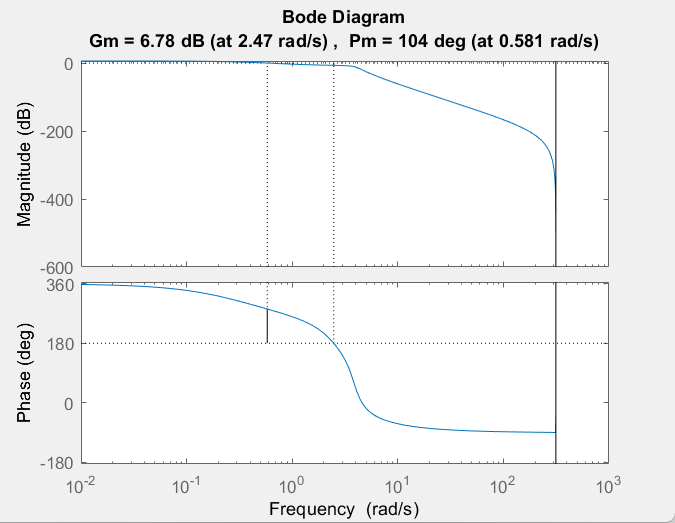 Bode Diagram
Gm = 6.78 dB (at 2.47 rad/s) , Pm = 104 deg (at 0.581 rad/s)
0
-200
-400
-600
Magnitude (dB)
360
180
0
-180
Phase (deg)
10^-2 10^-1 10^0 10^1 10^2 10^3
Frequency (rad/s)